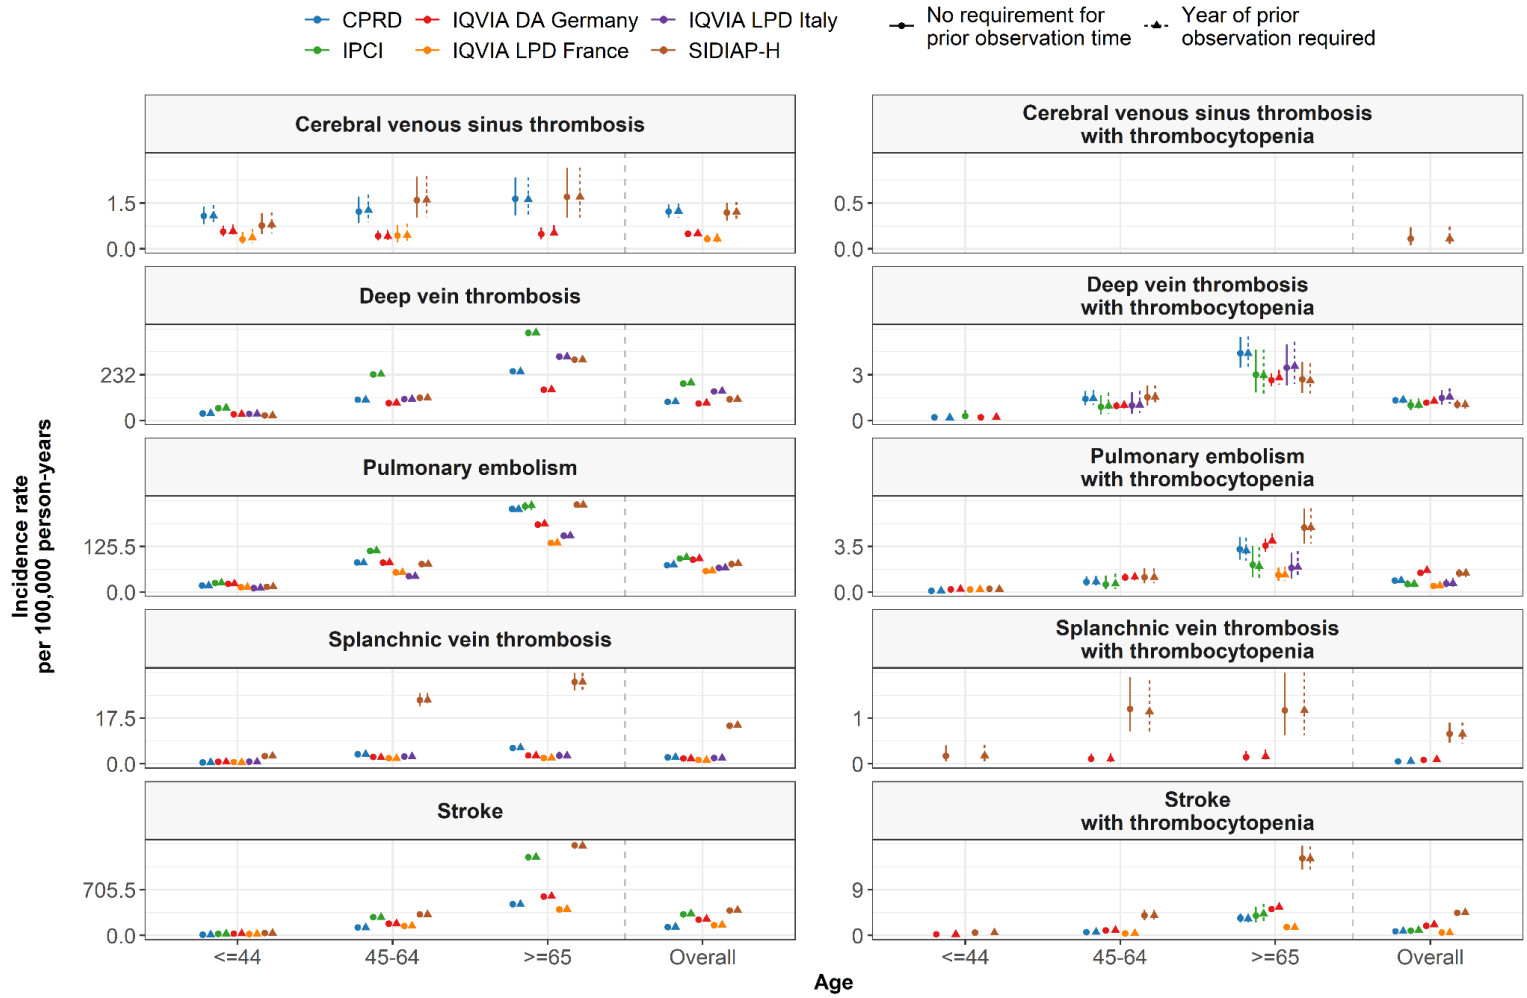 CPRD
IQVIA DA Germany
IQVIA LPD Italy
IPCI
IQVIA LPD France
SIDIAP-H
No requirement for
prior observation time
Year of prior
observation required
Incidence rate
per 100,000 person-years
Cerebral venous sinus thrombosis
1.5
0.0
Cerebral venous sinus thrombosis
with thrombocytopenia
0.5
0.0
Deep vein thrombosis
232
0
Deep vein thrombosis
with thrombocytopenia
3
0
Pulmonary embolism
125.5
0.0
Pulmonary embolism
with thrombocytopenia
3.5
0.0
Splanchnic vein thrombosis
17.5
0.0
Splanchnic vein thrombosis
with thrombocytopenia
1
0
Stroke
705.5
0.0
Stroke
with thrombocytopenia
9
0
<=44 45-64 >=65 Overall
<=44 45-64 >=65 Overall
Age